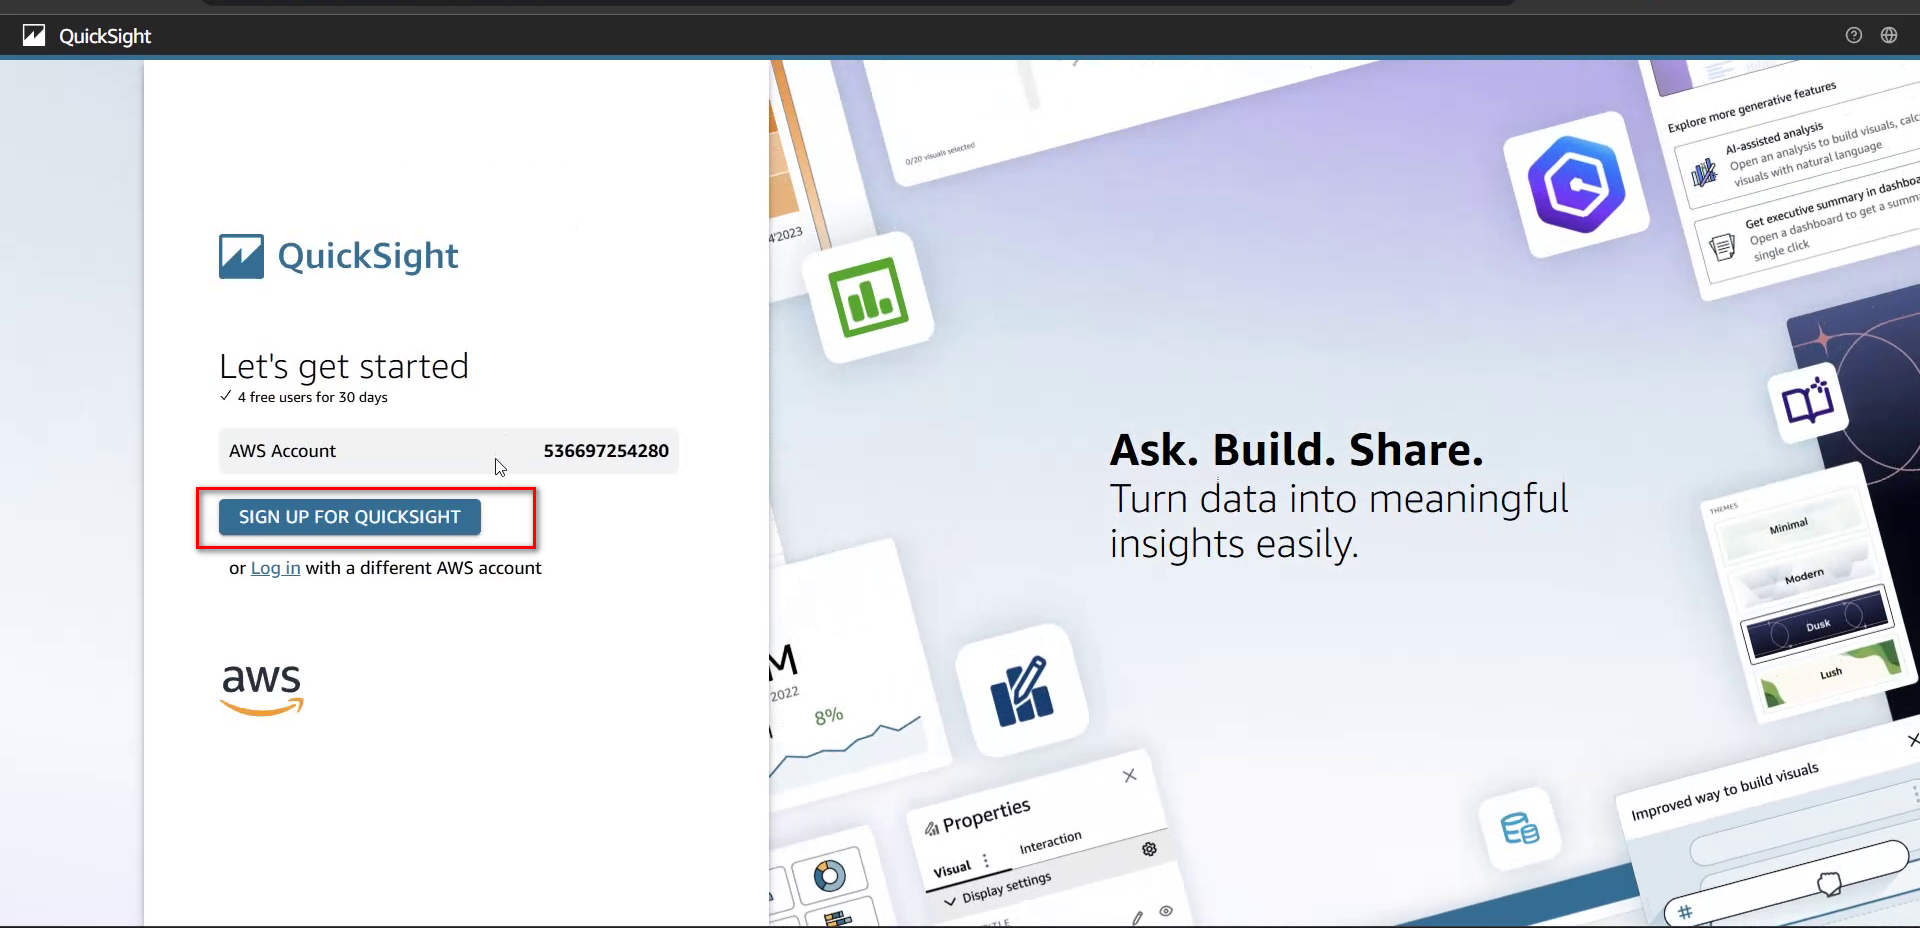 QuickSight
QuickSight
Let's get started
4 free users for 30 days
AWS Account 536697254280
SIGN UP FOR QUICKSIGHT
or Log in with a different AWS account
aws
0/20 visuals selected
4'2023
Explore more generative features
AI-assisted analysis
Open an analysis to build visuals, calc
visuals with natural language
Get executive summary in dashboa
Open a dashboard to get a summ
single click
Ask. Build. Share.
Turn data into meaningful
insights easily.
THEMES
Minimal
Modern
Dusk
Lush
M
2022
8%
Properties
Visual
Interaction
Display settings
Improved way to build visuals
#